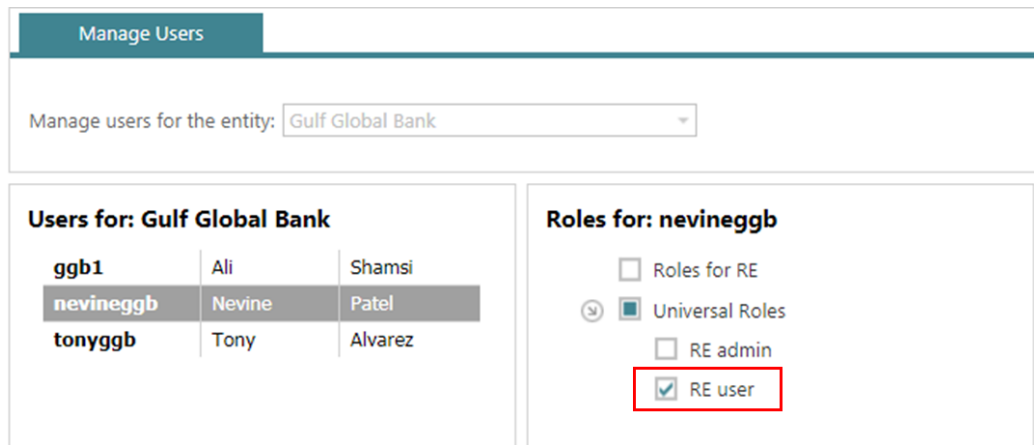 Manage Users
Manage users for the entity: Gulf Global Bank
Users for: Gulf Global Bank
ggb1 Ali Shamsi
nevineggb Nevine Patel
tonyggb Tony Alvarez
Roles for: nevineggb
Roles for RE
Universal Roles
RE admin
RE user